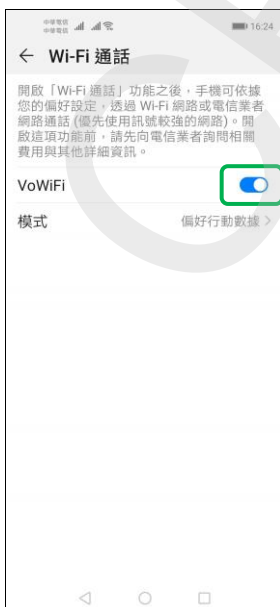 中華電信
中華電信
16:24
← Wi-Fi 通話
開啟「Wi-Fi 通話」功能之後，手機可依據
您的偏好設定，透過 Wi-Fi 網路或電信業者
網路通話 (優先使用訊號較強的網路)。開
啟這項功能前，請先向電信業者詢問相關
費用與其他詳細資訊。
VoWiFi
模式
偏好行動數據 >